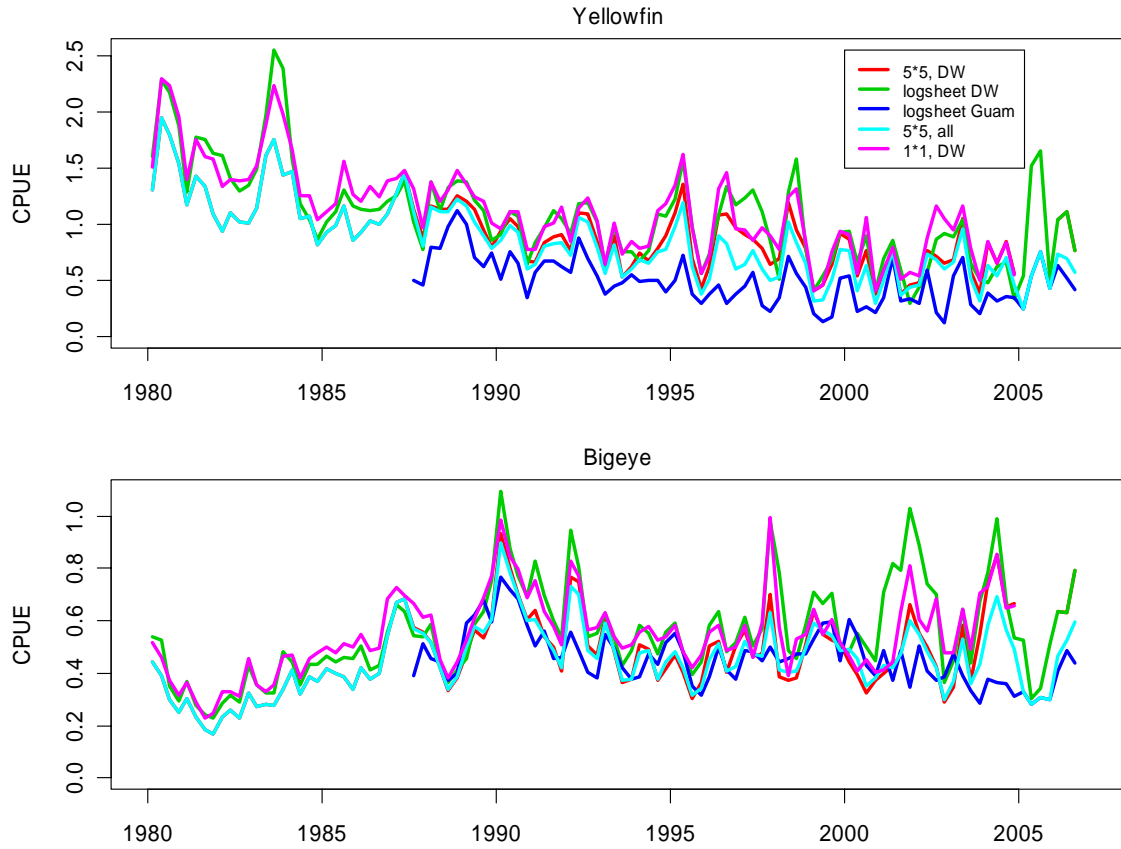 Yellowfin
CPUE
2.5
2.0
1.5
1.0
0.5
0.0
5*5, DW
logsheet DW
logsheet Guam
5*5, all
1*1, DW
1980 1985 1990 1995 2000 2005
Bigeye
CPUE
1.0
0.8
0.6
0.4
0.2
0.0
1980 1985 1990 1995 2000 2005